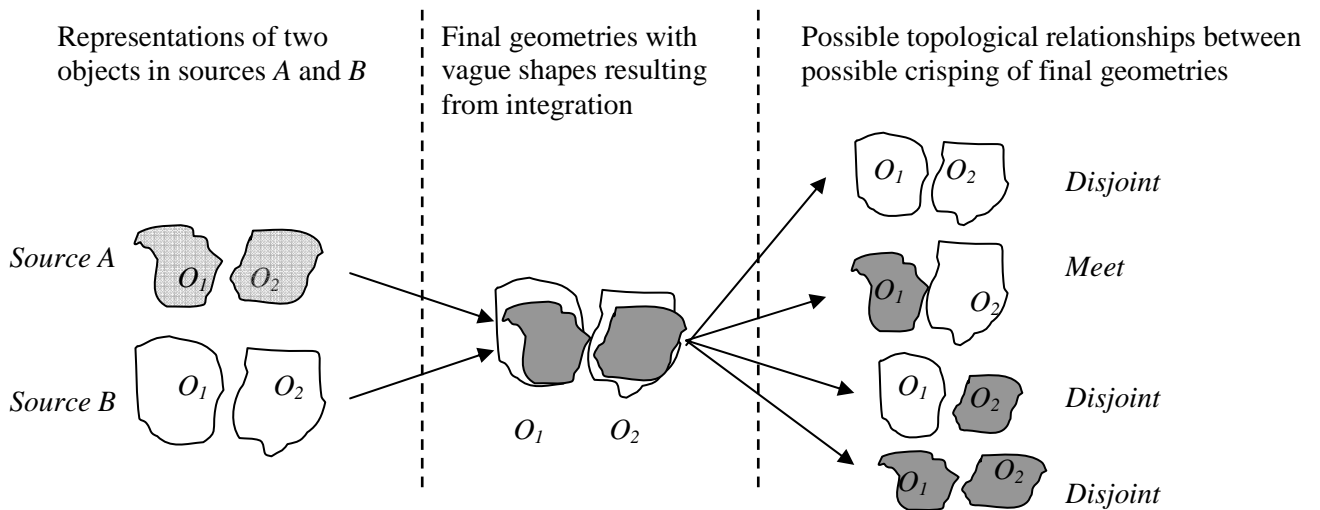 Representations of two
objects in sources A and B
Final geometries with
vague shapes resulting
from integration
Possible topological relationships between
possible crisping of final geometries
Source A
O1
O2
Source B
O1
O2
O1
O2
O1
O2
Disjoint
O1
O2
Meet
O1
O2
Disjoint
O1
O2
Disjoint